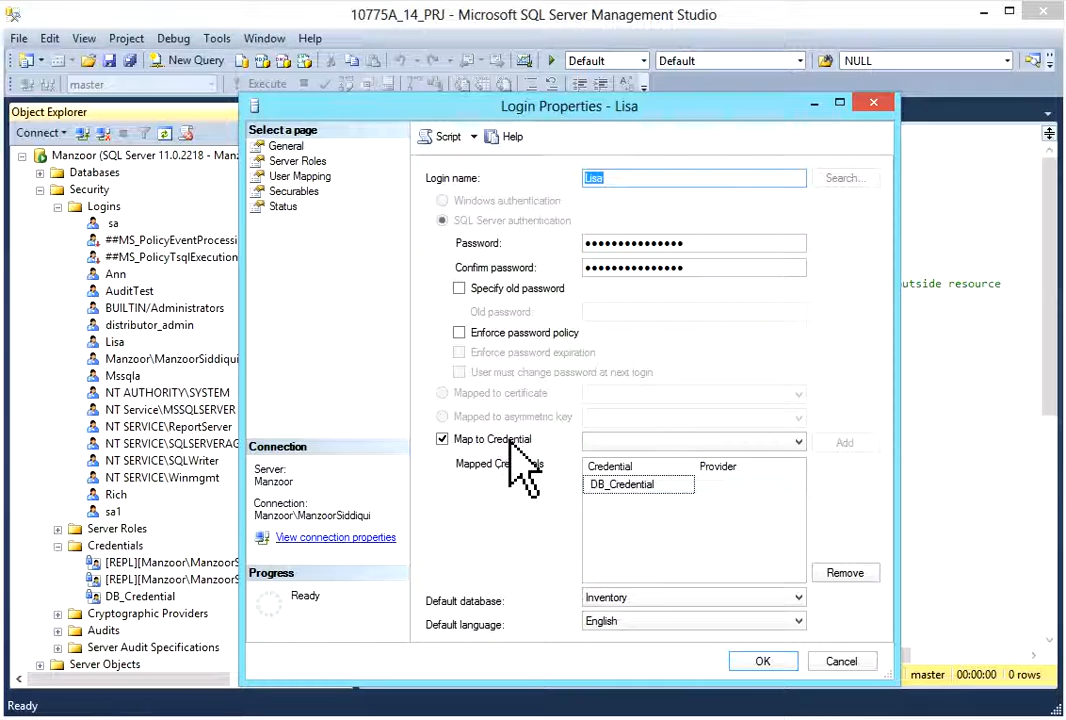 10775A_14_PRJ - Microsoft SQL Server Management Studio
File Edit View Project Debug Tools Window Help
New Query Default Default NULL
master Execute
Object Explorer
Connect
Manzoor (SQL Server 11.0.2218 - Manz
Databases
Security
Logins
sa
##MS_PolicyEventProcessi
##MS_PolicyTsqlExecution
Ann
AuditTest
BUILTIN/Administrators
distributor_admin
Lisa
Manzoor\ManzoorSiddiqui
Mssqla
NT AUTHORITY\SYSTEM
NT Service\MSSQLSERVER
NT Service\ReportServer
NT Service\SQLSERVERAG
NT Service\SQLWriter
NT Service\Winmgmt
Rich
sa1
Server Roles
Credentials
[REPL][Manzoor\ManzoorS
[REPL][Manzoor\ManzoorS
DB_Credential
Cryptographic Providers
Audits
Server Audit Specifications
Server Objects
Login Properties - Lisa
Select a page
General
Server Roles
User Mapping
Securables
Status
Connection
Server:
Manzoor
Connection:
Manzoor\ManzoorSiddiqui
View connection properties
Progress
Ready
Script Help
Login name: Lisa Search...
Windows authentication
SQL Server authentication
Password: •••••••••••••••
Confirm password: •••••••••••••••
Specify old password
Old password:
Enforce password policy
Enforce password expiration
User must change password at next login
Mapped to certificate
Mapped to asymmetric key
Map to Credential Add
Mapped Credentials Credential Provider
DB_Credential
Remove
Default database: Inventory
Default language: English
OK Cancel
outside resource
master 00:00:00 0 rows
Ready